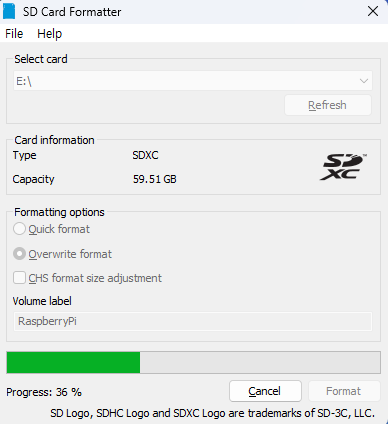 SD Card Formatter
File Help
Select card
E:\
Refresh
Card information
Type SDXC
SD XC
Capacity 59.51 GB
Formatting options
Quick format
Overwrite format
CHS format size adjustment
Volume label
RaspberryPi
Progress: 36 %
Cancel
Format
SD Logo, SDHC Logo and SDXC Logo are trademarks of SD-3C, LLC.